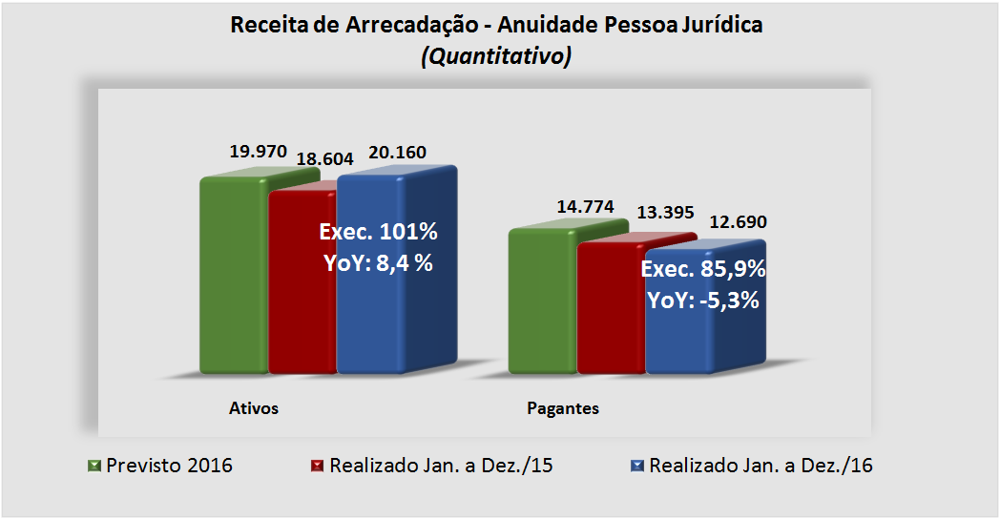 Receita de Arrecadação - Anuidade Pessoa Jurídica
(Quantitativo)
19.970
18.604
20.160
14.774
13.395
12.690
Exec. 101%
YoY: 8,4 %
Exec. 85,9%
YoY: -5,3%
Ativos
Pagantes
Previsto 2016
Realizado Jan. a Dez./15
Realizado Jan. a Dez./16